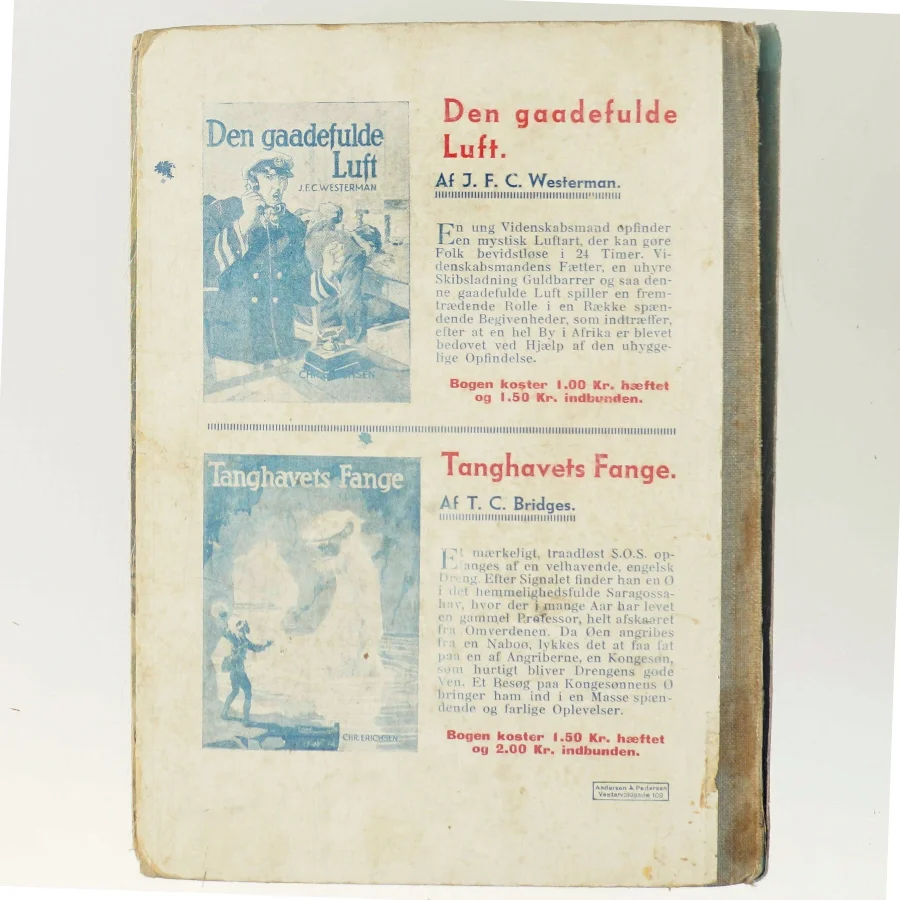 Den gaadefulde
Luft
J.F.C. WESTERMAN
CHR. ERICHSEN
Den gaadefulde
Luft.
Af J. F. C. Westerman.
En ung Videnskabsmand opfinder
en mystisk Luftart, der kan gøre
Folk bevidstløse i 24 Timer. Vi-
denskabsmandens Fætter, en uhyre
Skibsladning Guldbarrer og saa den-
ne gaadefulde Luft spiller en frem-
trædende Rolle i en Række spæn-
dende Begivenheder, som indtræffer,
efter at en hel By i Afrika er blevet
bedøvet ved Hjælp af den uhygge-
lige Opfindelse.
Bogen koster 1.00 Kr. hæftet
og 1.50 Kr. indbunden.
Tanghavets Fange
CHR. ERICHSEN
Tanghavets Fange.
Af T. C. Bridges.
Et mærkeligt, traadløst S.O.S. op-
anges af en velhavende, engelsk
Dreng. Efter Signalet finder han en Ø
i det hemmelighedsfulde Saragossa-
hav, hvor der i mange Aar har levet
en gammel Professor, helt afskaaret
fra Omverdenen. Da Øen angribes
fra en Naboø, lykkes det at faa fat
paa en af Angriberne, en Kongesøn,
som hurtigt bliver Drengens gode
Ven. Et Besøg paa Kongesønnens Ø
bringer ham ind i en Masse spæn-
dende og farlige Oplevelser.
Bogen koster 1.50 Kr. hæftet
og 2.00 Kr. indbunden.
Andersen & Pedersen
Vestervoldgade 109